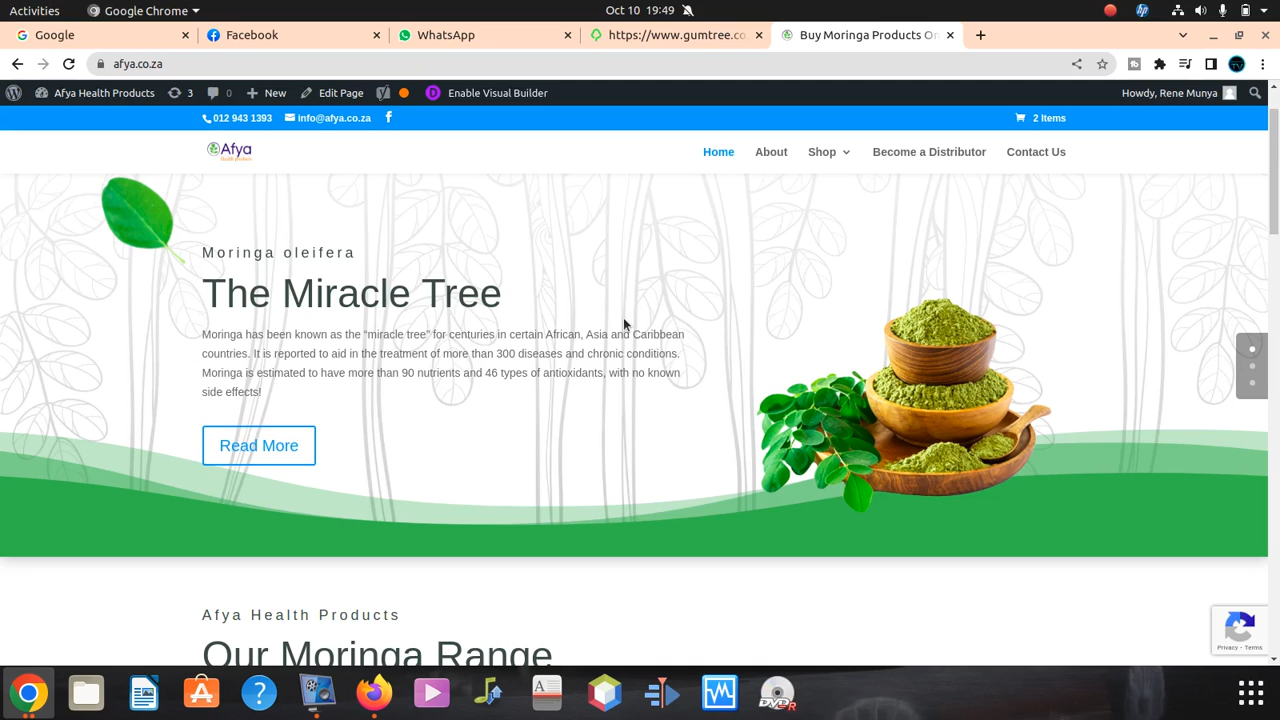 Activities
Google Chrome
Oct 10 19:49
Google
Facebook
WhatsApp
https://www.gumtree.co
Buy Moringa Products On
afya.co.za
Afya Health Products
3
0
New
Edit Page
Enable Visual Builder
Howdy, Rene Munya
012 943 1393
info@afya.co.za
2 Items
Afya
Home
About
Shop
Become a Distributor
Contact Us
Moringa oleifera
The Miracle Tree
Moringa has been known as the “miracle tree” for centuries in certain African, Asia and Caribbean
countries. It is reported to aid in the treatment of more than 300 diseases and chronic conditions.
Moringa is estimated to have more than 90 nutrients and 46 types of antioxidants, with no known
side effects!
Read More
Afya Health Products
Our Moringa Range
Privacy - Terms